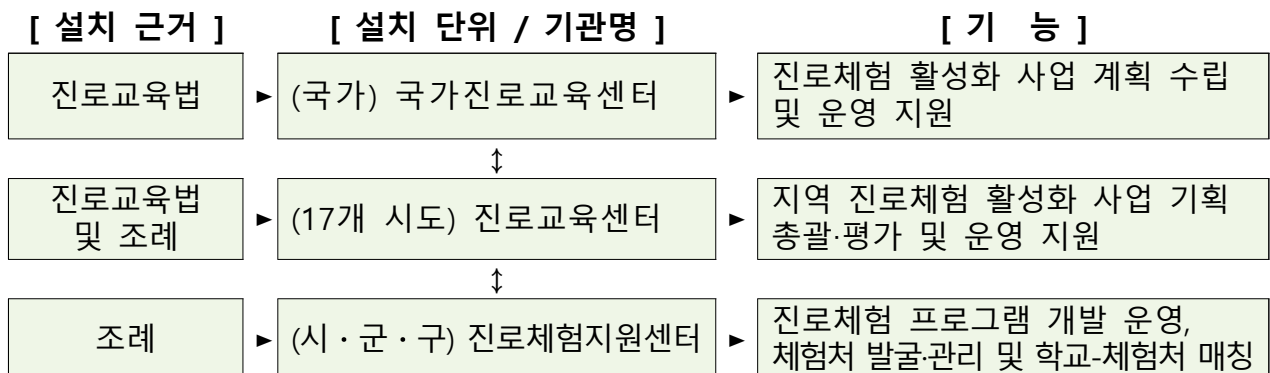 [ 설치 근거 ] [ 설치 단위 / 기관명 ] [ 기 능 ]
진로교육법 ► (국가) 국가진로교육센터 ► 진로체험 활성화 사업 계획 수립
및 운영 지원
↕
진로교육법
및 조례 ► (17개 시도) 진로교육센터 ► 지역 진로체험 활성화 사업 기획
총괄·평가 및 운영 지원
↕
조례 ► (시·군·구) 진로체험지원센터 ► 진로체험 프로그램 개발 운영,
체험처 발굴·관리 및 학교-체험처 매칭